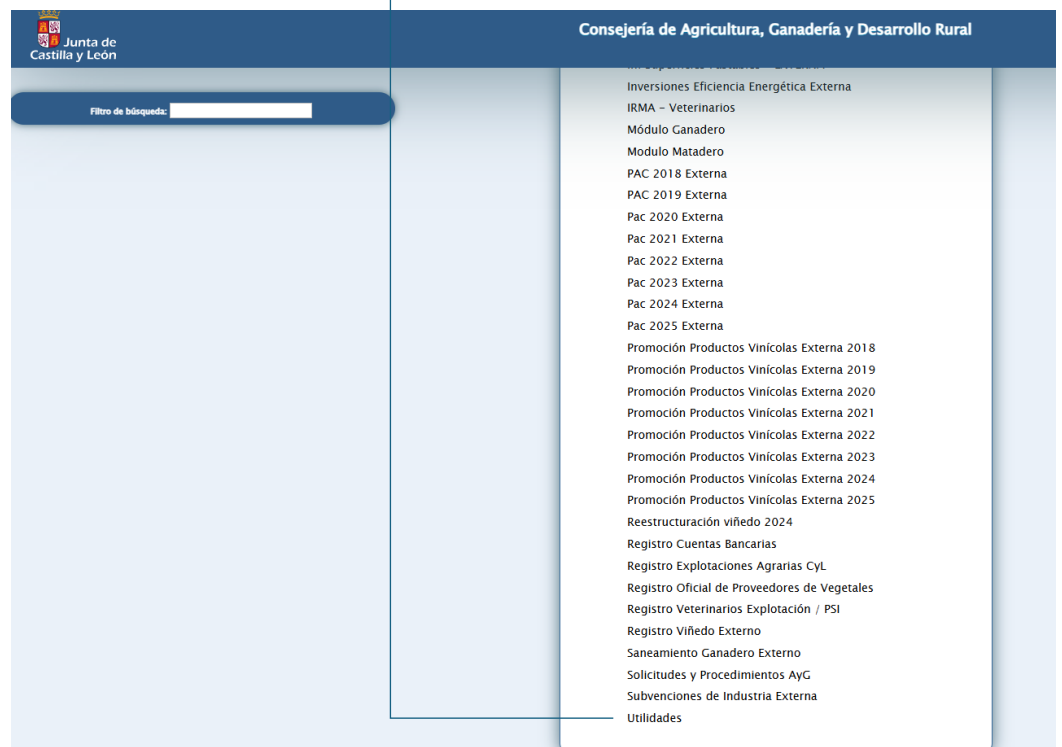 Junta de
Castilla y León
Consejería de Agricultura, Ganadería y Desarrollo Rural
Filtro de búsqueda:
Inversiones Eficiencia Energética Externa
IRMA – Veterinarios
Módulo Ganadero
Modulo Matadero
PAC 2018 Externa
PAC 2019 Externa
Pac 2020 Externa
Pac 2021 Externa
Pac 2022 Externa
Pac 2023 Externa
Pac 2024 Externa
Pac 2025 Externa
Promoción Productos Vinícolas Externa 2018
Promoción Productos Vinícolas Externa 2019
Promoción Productos Vinícolas Externa 2020
Promoción Productos Vinícolas Externa 2021
Promoción Productos Vinícolas Externa 2022
Promoción Productos Vinícolas Externa 2023
Promoción Productos Vinícolas Externa 2024
Promoción Productos Vinícolas Externa 2025
Reestructuración viñedo 2024
Registro Cuentas Bancarias
Registro Explotaciones Agrarias CyL
Registro Oficial de Proveedores de Vegetales
Registro Veterinarios Explotación / PSI
Registro Viñedo Externo
Saneamiento Ganadero Externo
Solicitudes y Procedimientos AyG
Subvenciones de Industria Externa
Utilidades